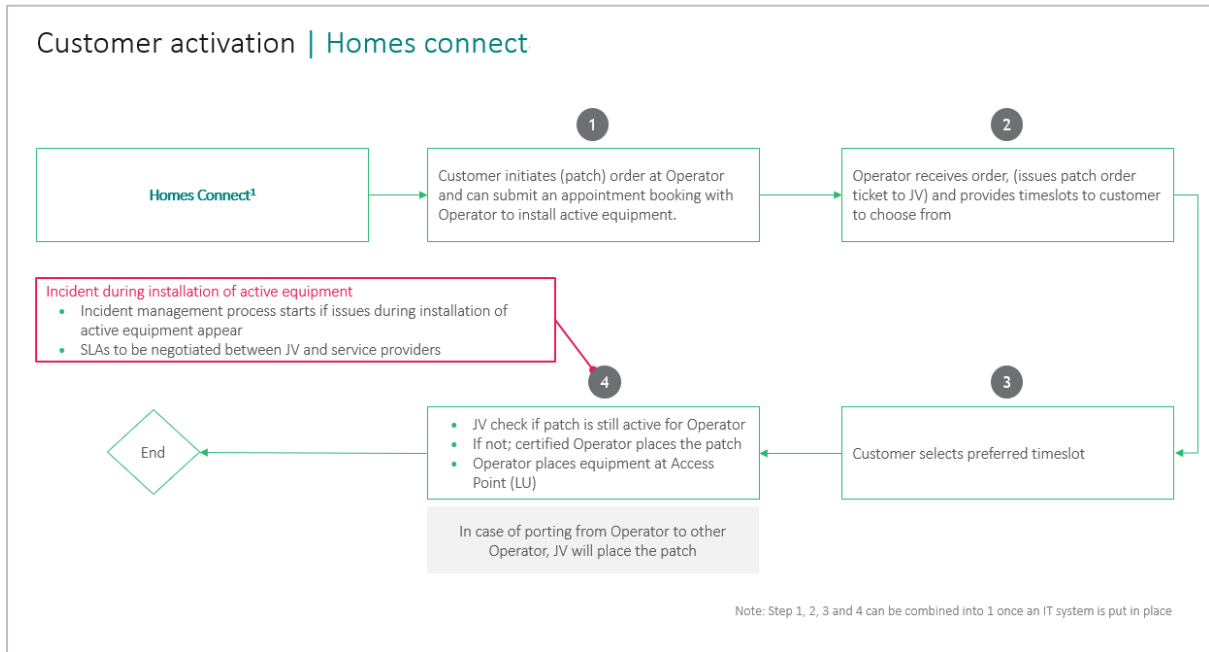 Customer activation | Homes connect
1
2
Homes Connect¹
Customer initiates (patch) order at Operator
and can submit an appointment booking with
Operator to install active equipment.
Operator receives order, (issues patch order
ticket to JV) and provides timeslots to customer
to choose from
Incident during installation of active equipment
• Incident management process starts if issues during installation of
active equipment appear
• SLAs to be negotiated between JV and service providers
4
3
End
• JV check if patch is still active for Operator
• If not; certified Operator places the patch
• Operator places equipment at Access
Point (LU)
Customer selects preferred timeslot
In case of porting from Operator to other
Operator, JV will place the patch
Note: Step 1, 2, 3 and 4 can be combined into 1 once an IT system is put in place